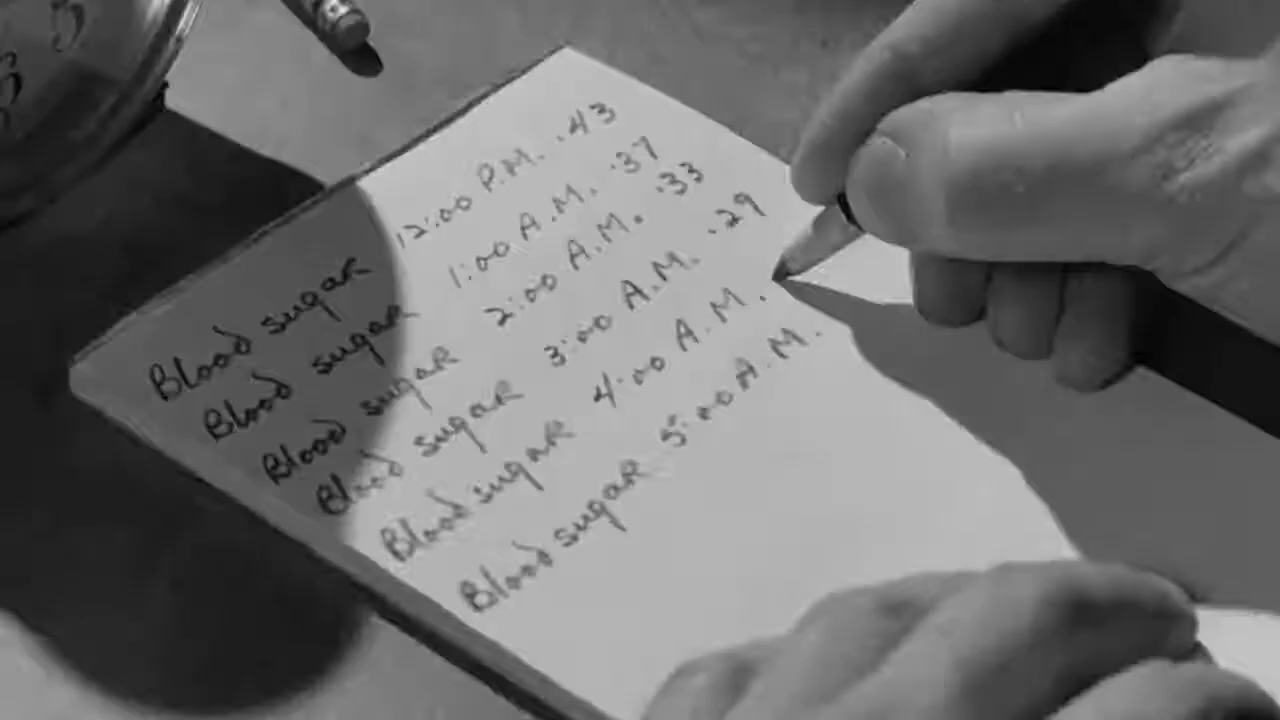 Blood sugar 12:00 P.M. .43
Blood sugar 1:00 A.M. .37
Blood sugar 2:00 A.M. .33
Blood sugar 3:00 A.M. .29
Blood sugar 4:00 A.M.
Blood sugar 5:00 A.M.